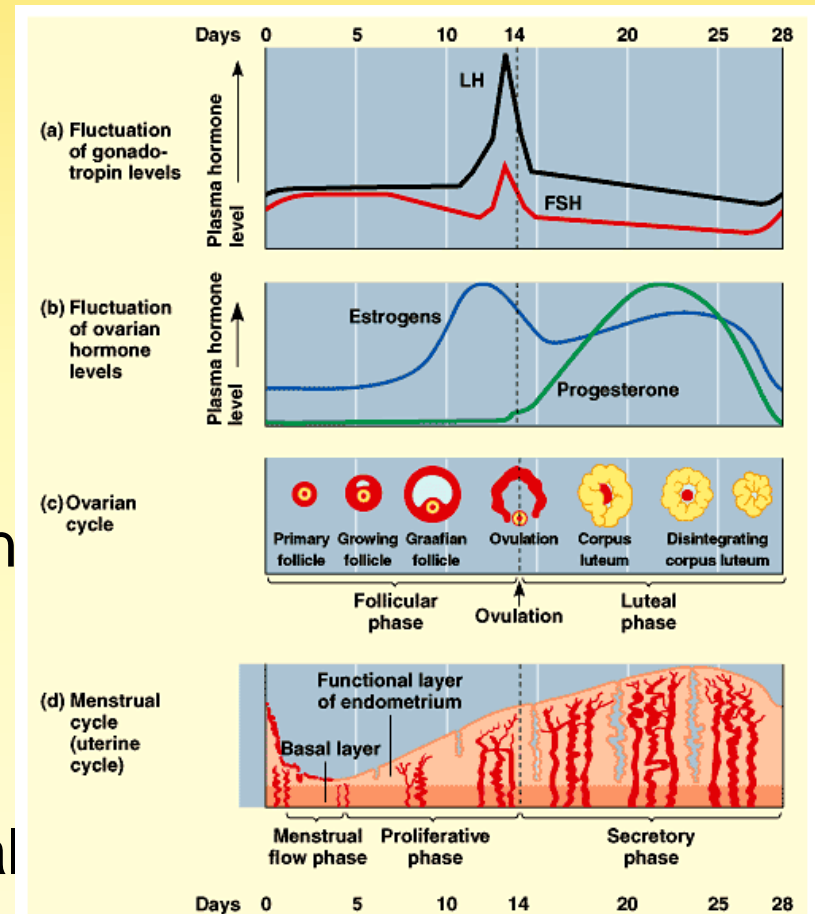 Days 0 5 10 14 20 25 28
(a) Fluctuation
of gonado-
tropin levels
Plasma hormone
level
LH
FSH
(b) Fluctuation
of ovarian
hormone
levels
Plasma hormone
level
Estrogens
Progesterone
(c) Ovarian
cycle
Primary
follicle
Growing
follicle
Graafian
follicle
Ovulation
Corpus
luteum
Disintegrating
corpus luteum
Follicular
phase
Ovulation
Luteal
phase
n
(d) Menstrual
cycle
(uterine
cycle)
Functional layer
of endometrium
Basal layer
Menstrual
flow phase
Proliferative
phase
Secretory
phase
al
Days 0 5 10 14 20 25 28